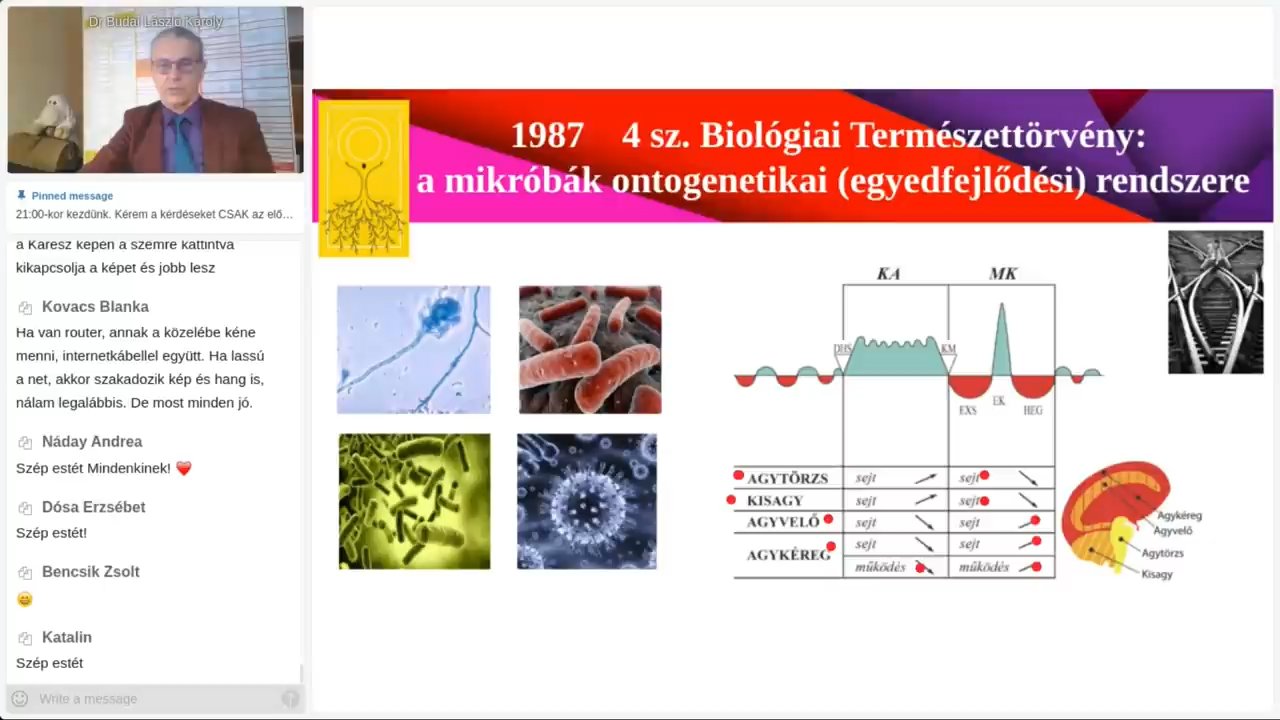 Dr. Budai László Károly
Pinned message
21:00-kor kezdünk. Kérem a kérdéseket CSAK az elő…
a Karesz képén a szemre kattintva
kikapcsolja a képet és jobb lesz
Kovacs Blanka
Ha van router, annak a közelébe kéne
menni, internetkábellel együtt. Ha lassú
a net, akkor szakadozik kép és hang is,
nálam legalábbis. De most minden jó.
Náday Andrea
Szép estét Mindenkinek! ❤️
Dósa Erzsébet
Szép estét!
Bencsik Zsolt
😀
Katalin
Szép estét
Write a message
1987 4 sz. Biológiai Természettörvény:
a mikróbák ontogenetikai (egyedfejlődési) rendszere
KA MK
DHS KM
EXS EK HEG
AGYTÖRZS sejt sejt
KISAGY sejt sejt
AGYVELŐ sejt sejt
AGYKÉREG sejt sejt
működés működés
Agykéreg
Agyvelő
Agytörzs
Kisagy